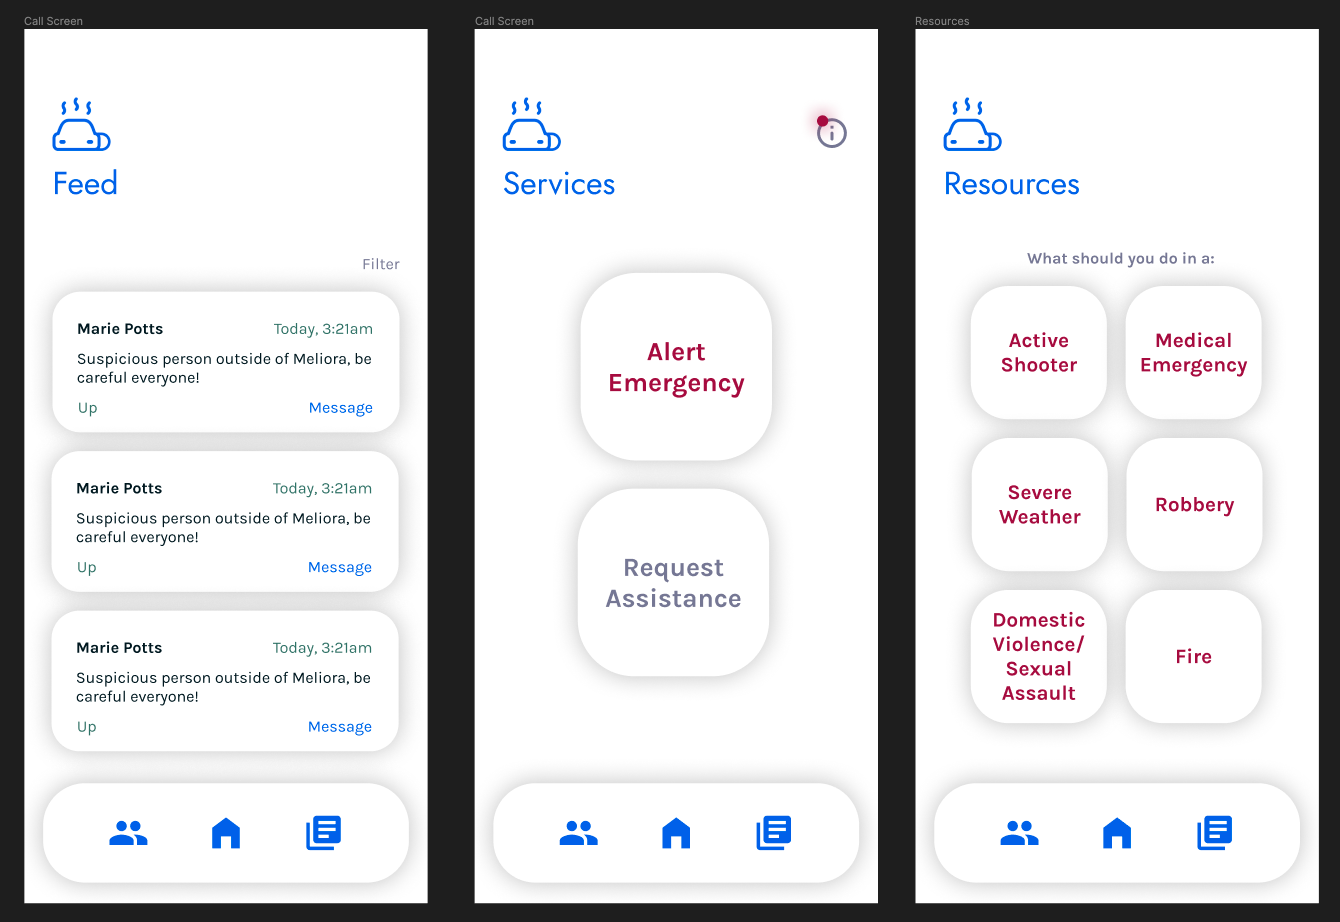 Call Screen
Feed
Filter
Marie Potts
Today, 3:21am
Suspicious person outside of Meliora, be
careful everyone!
Up
Message
Marie Potts
Today, 3:21am
Suspicious person outside of Meliora, be
careful everyone!
Up
Message
Marie Potts
Today, 3:21am
Suspicious person outside of Meliora, be
careful everyone!
Up
Message
Call Screen
Services
Alert
Emergency
Request
Assistance
Resources
Resources
What should you do in a:
Active
Shooter
Medical
Emergency
Severe
Weather
Robbery
Domestic
Violence/
Sexual
Assault
Fire